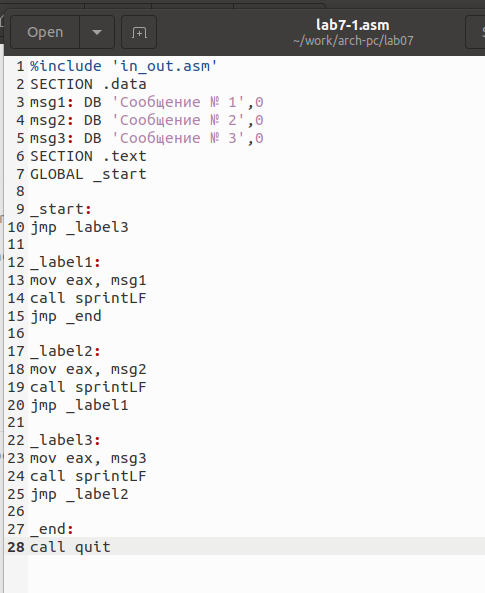 Open
lab7-1.asm
~/work/arch-pc/lab07
1 %include 'in_out.asm'
2 SECTION .data
3 msg1: DB 'Сообщение № 1',0
4 msg2: DB 'Сообщение № 2',0
5 msg3: DB 'Сообщение № 3',0
6 SECTION .text
7 GLOBAL _start
8
9 _start:
10 jmp _label3
11
12 _label1:
13 mov eax, msg1
14 call sprintLF
15 jmp _end
16
17 _label2:
18 mov eax, msg2
19 call sprintLF
20 jmp _label1
21
22 _label3:
23 mov eax, msg3
24 call sprintLF
25 jmp _label2
26
27 _end:
28 call quit